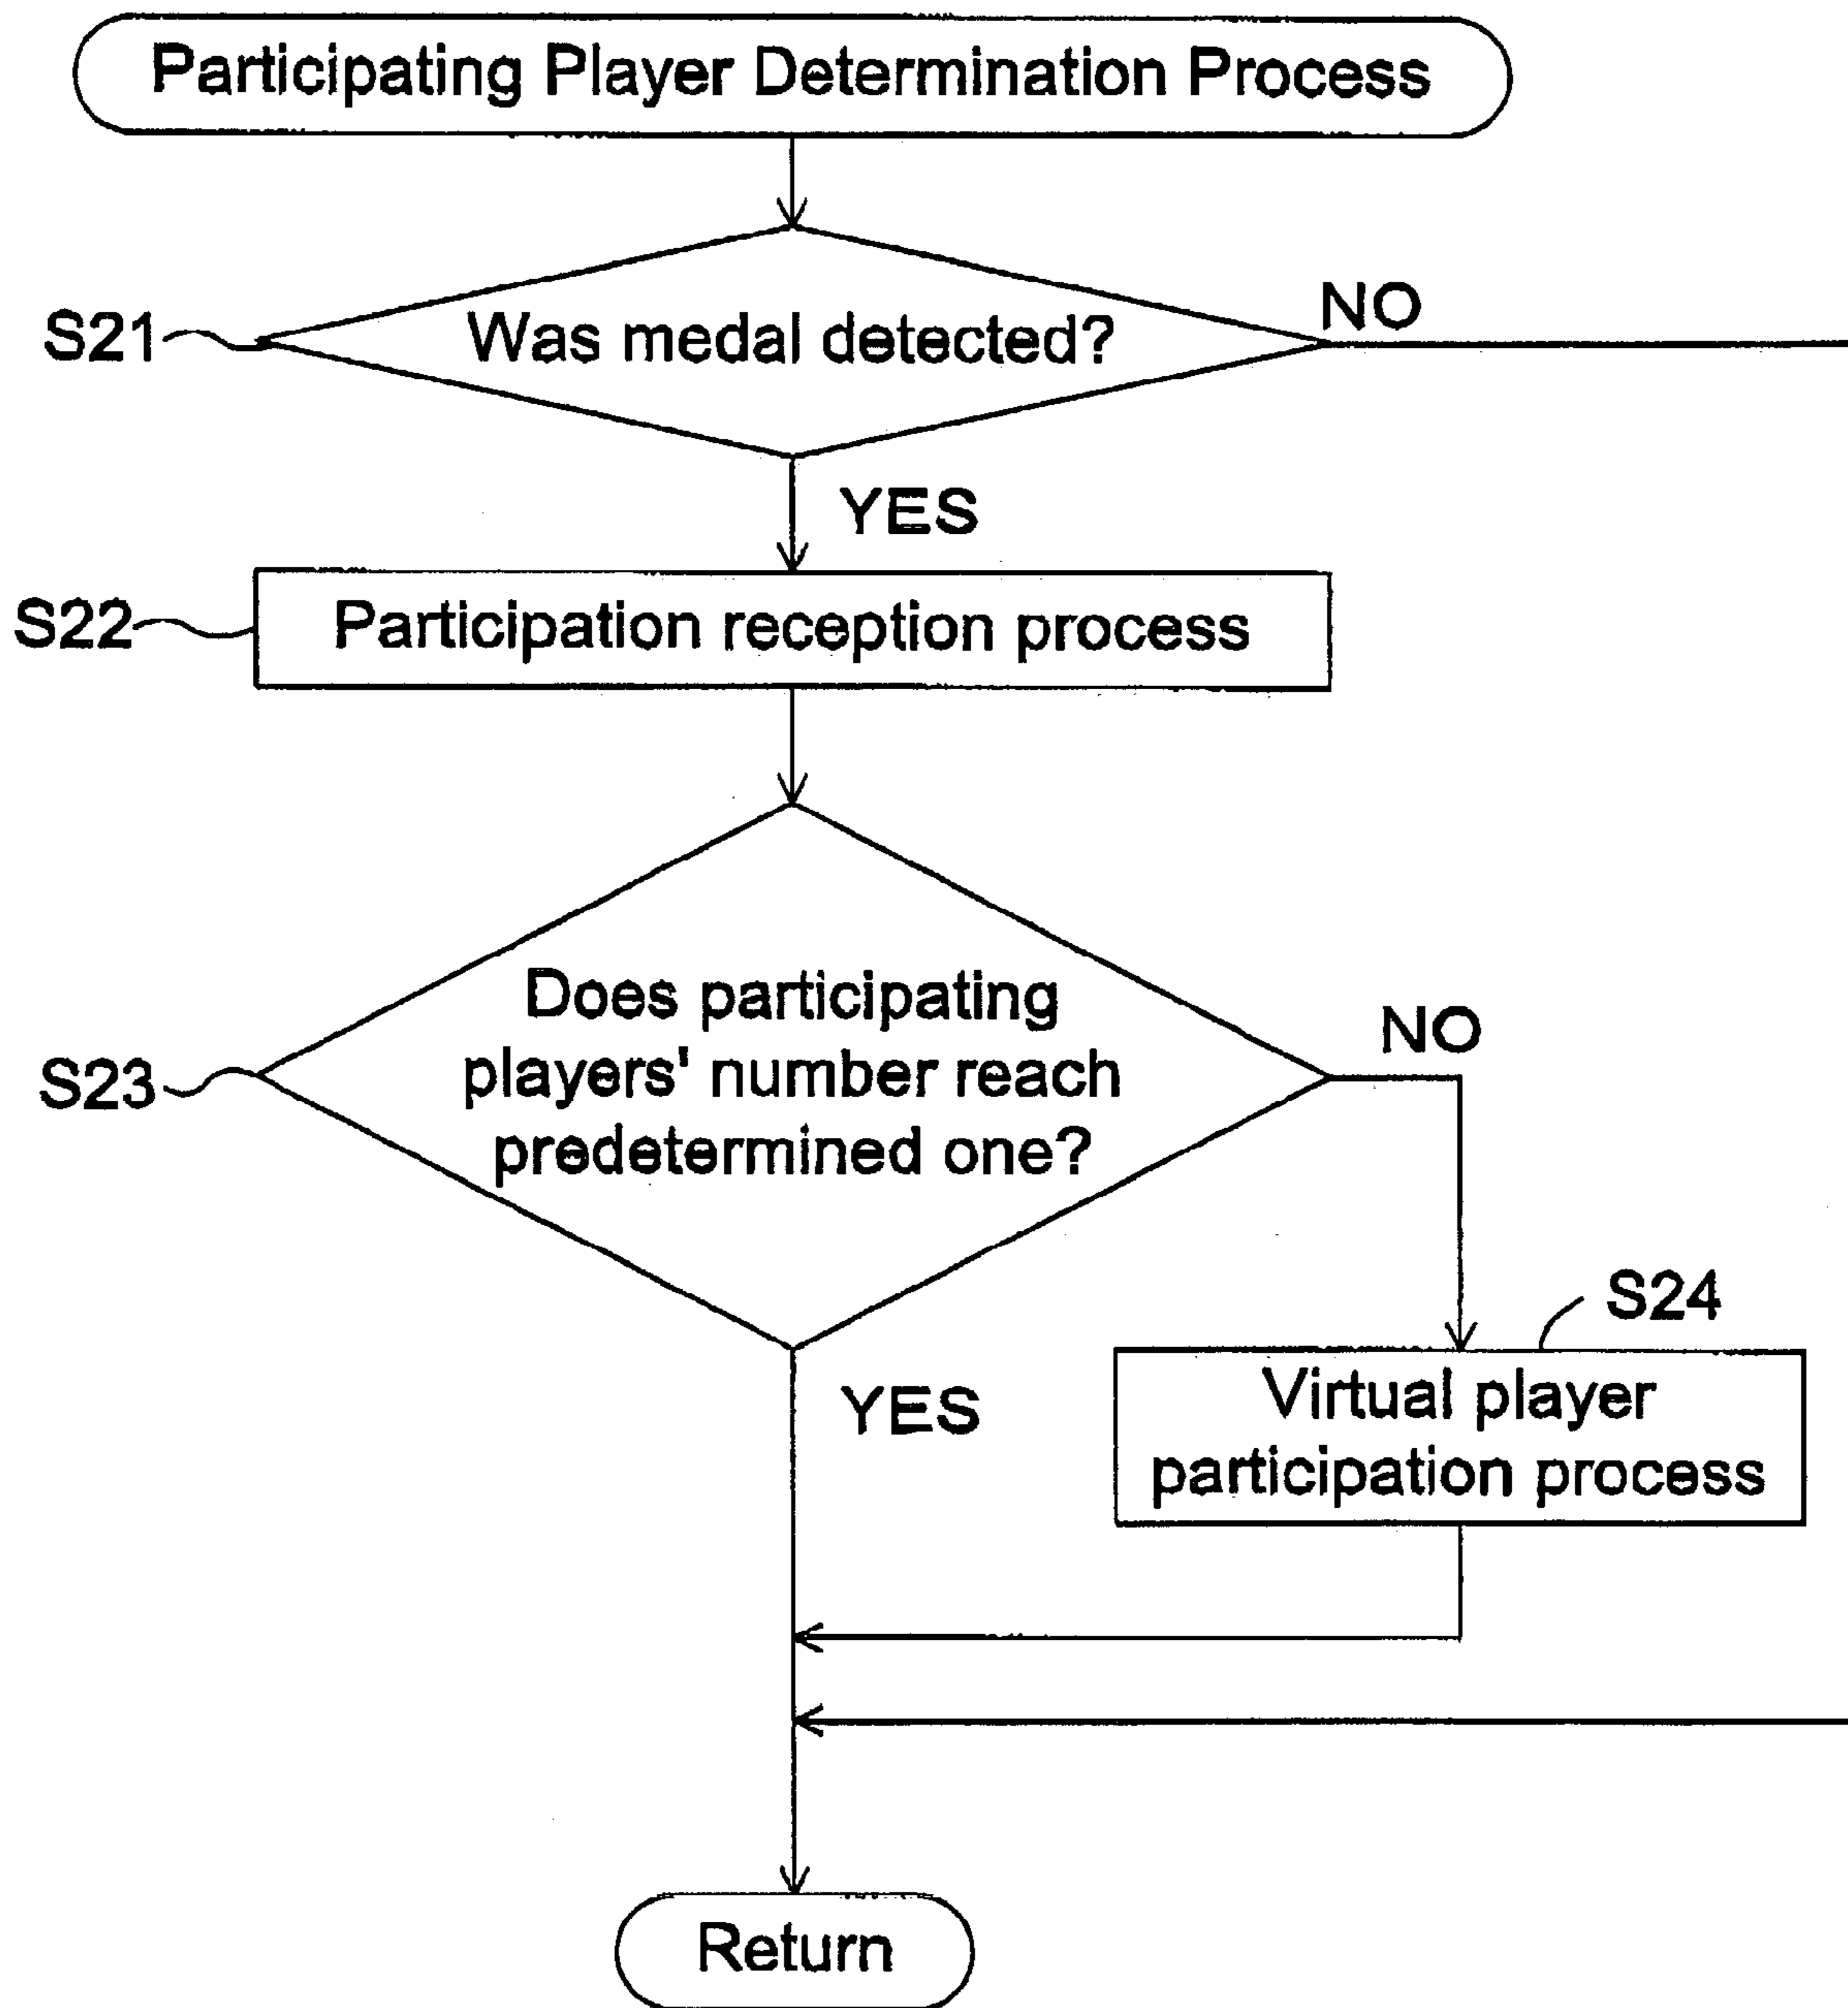 Participating Player Determination Process
S21
Was medal detected?
NO
YES
S22
Participation reception process
S23
Does participating
players' number reach
predetermined one?
NO
YES
S24
Virtual player
participation process
Return